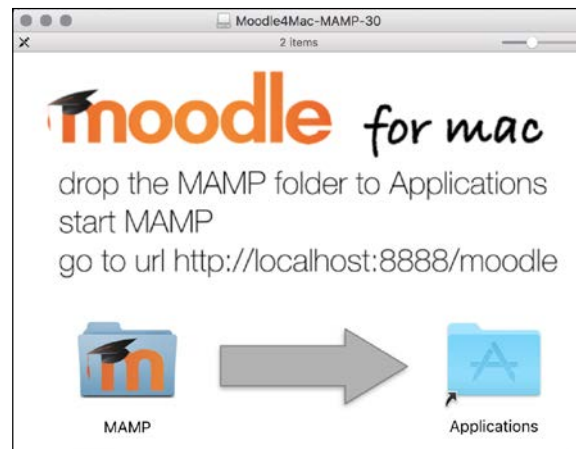 Moodle4Mac-MAMP-30
2 items
moodle for mac
drop the MAMP folder to Applications
start MAMP
go to url http://localhost:8888/moodle
m
MAMP
Applications